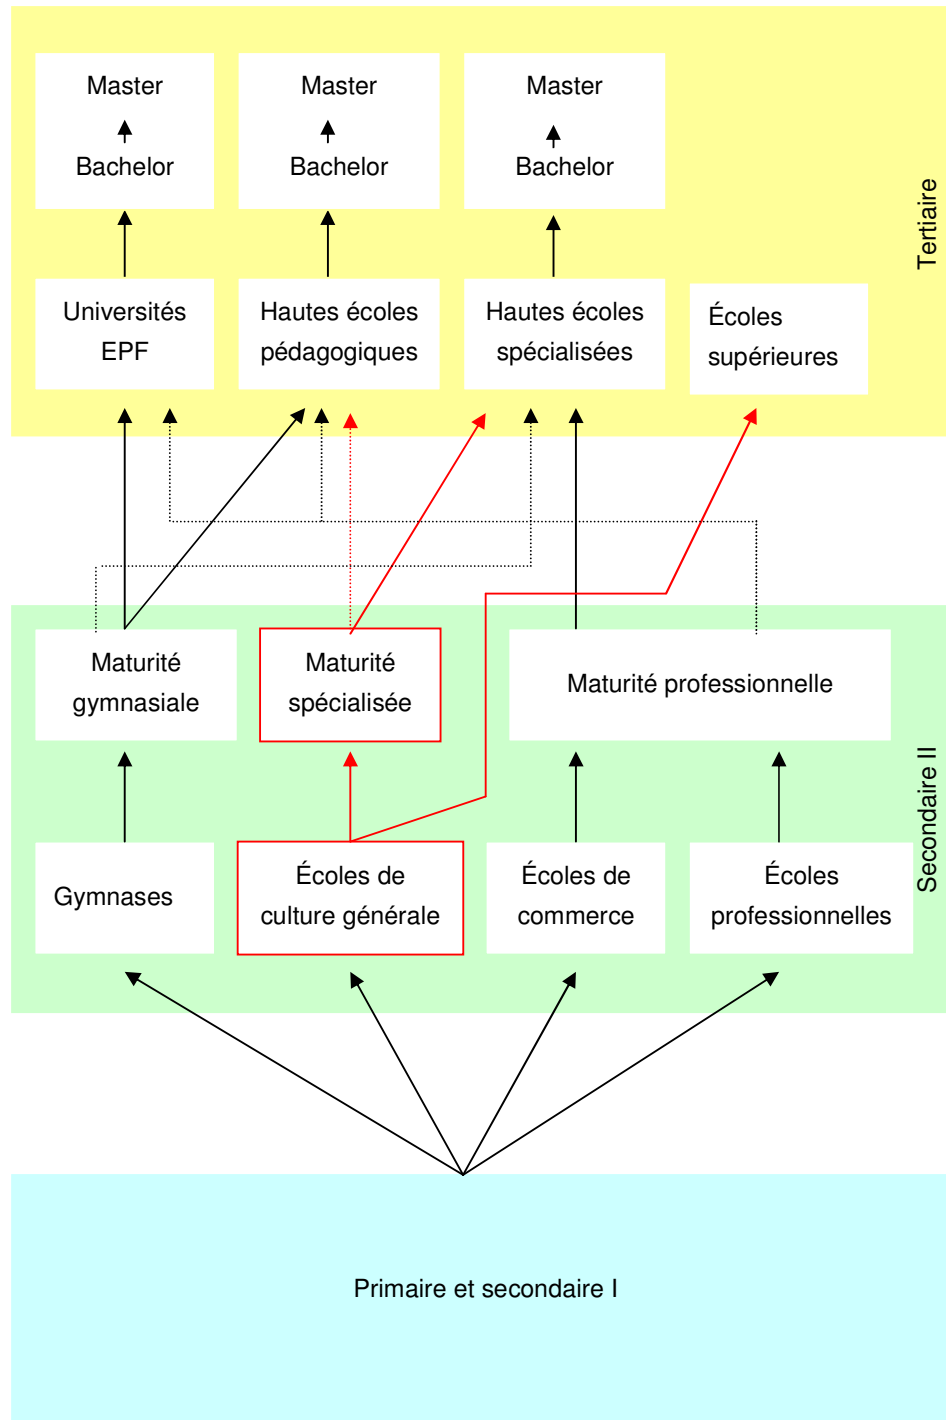 Master
Master
Master
Bachelor
Bachelor
Bachelor
Tertiaire
Universités
EPF
Hautes écoles
pédagogiques
Hautes écoles
spécialisées
Écoles
supérieures
Maturité
gymnasiale
Maturité
spécialisée
Maturité professionnelle
Secondaire II
Gymnases
Écoles de
culture générale
Écoles de
commerce
Écoles
professionnelles
Primaire et secondaire I